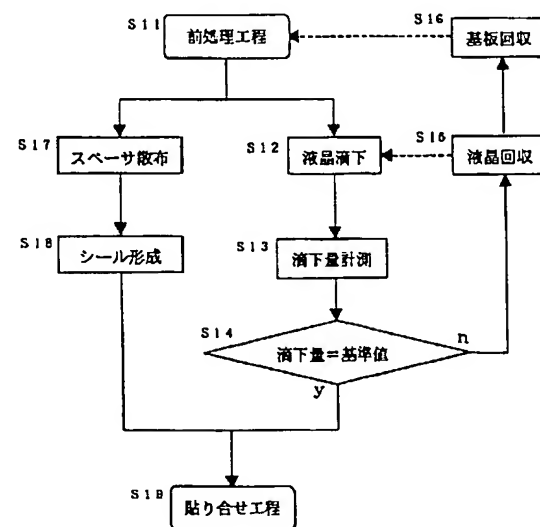 S11
前処理工程
S16
基板回収
S17
スペーサ散布
S12
液晶滴下
S15
液晶回収
S18
シール形成
S13
滴下量計測
S14
滴下量＝基準値
n
y
S19
貼り合せ工程